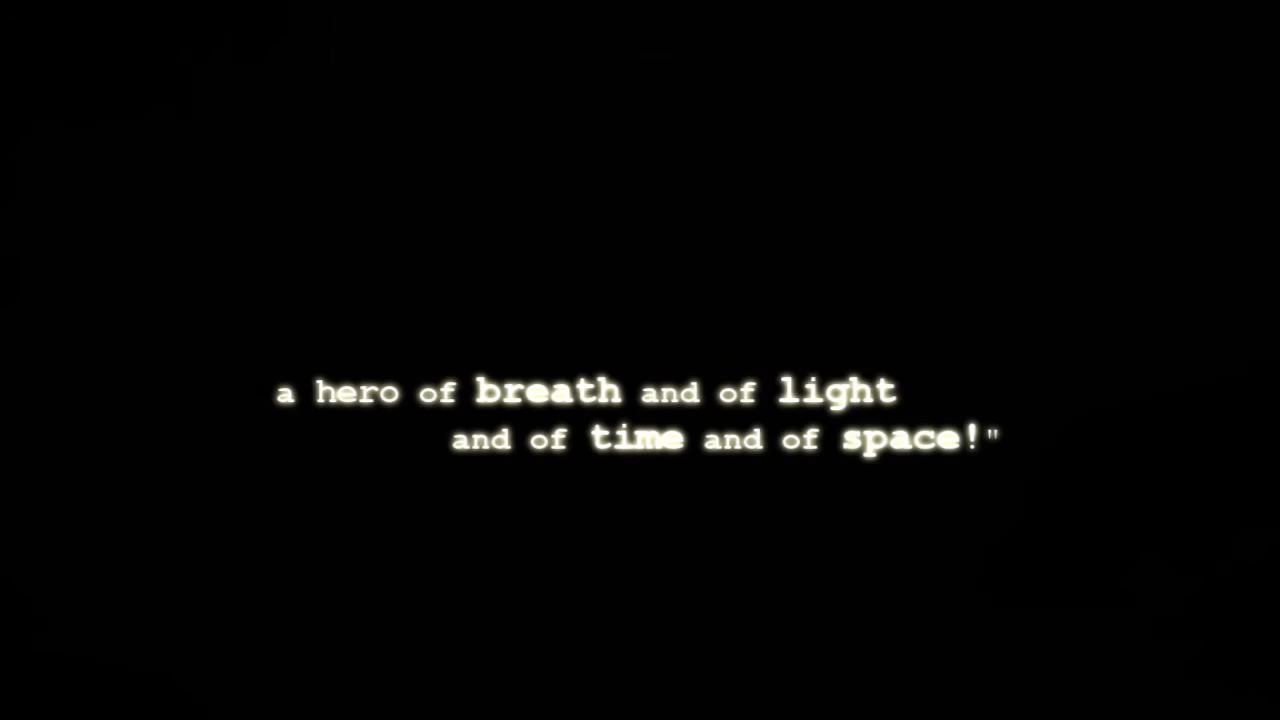 a hero of breath and of light
and of time and of space!"